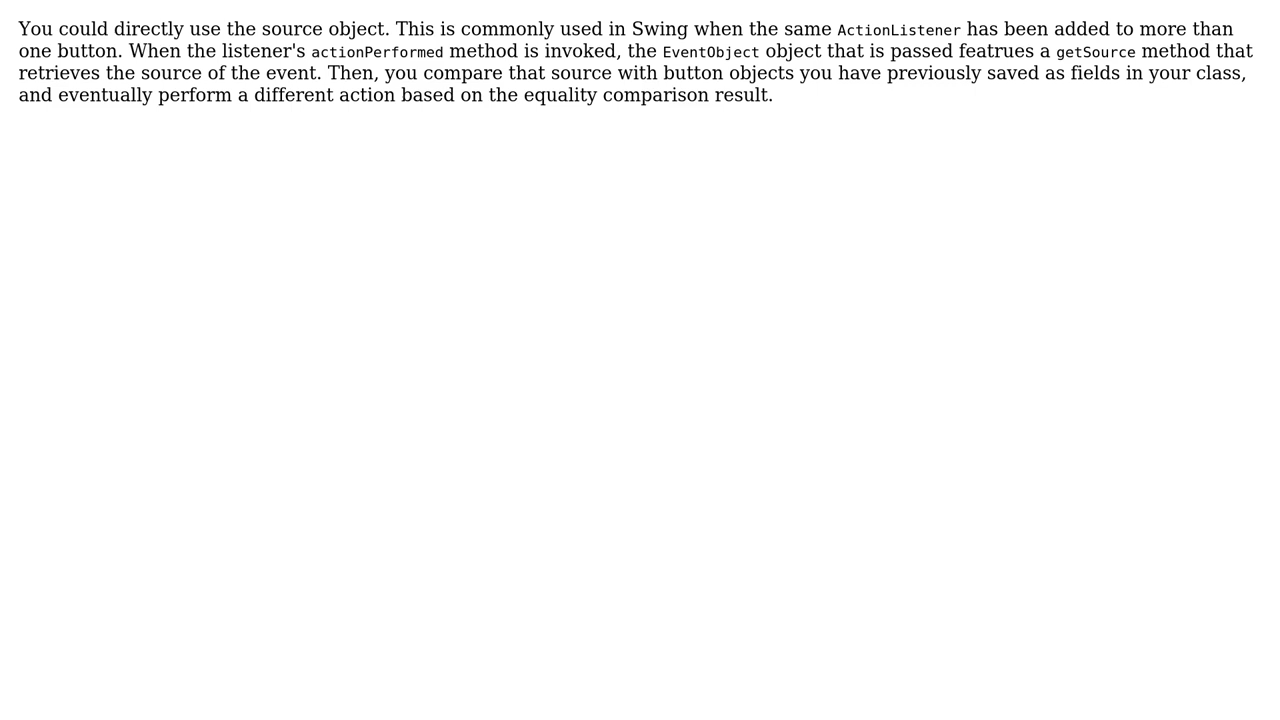 You could directly use the source object. This is commonly used in Swing when the same ActionListener has been added to more than
one button. When the listener's actionPerformed method is invoked, the EventObject object that is passed featrues a getSource method that
retrieves the source of the event. Then, you compare that source with button objects you have previously saved as fields in your class,
and eventually perform a different action based on the equality comparison result.